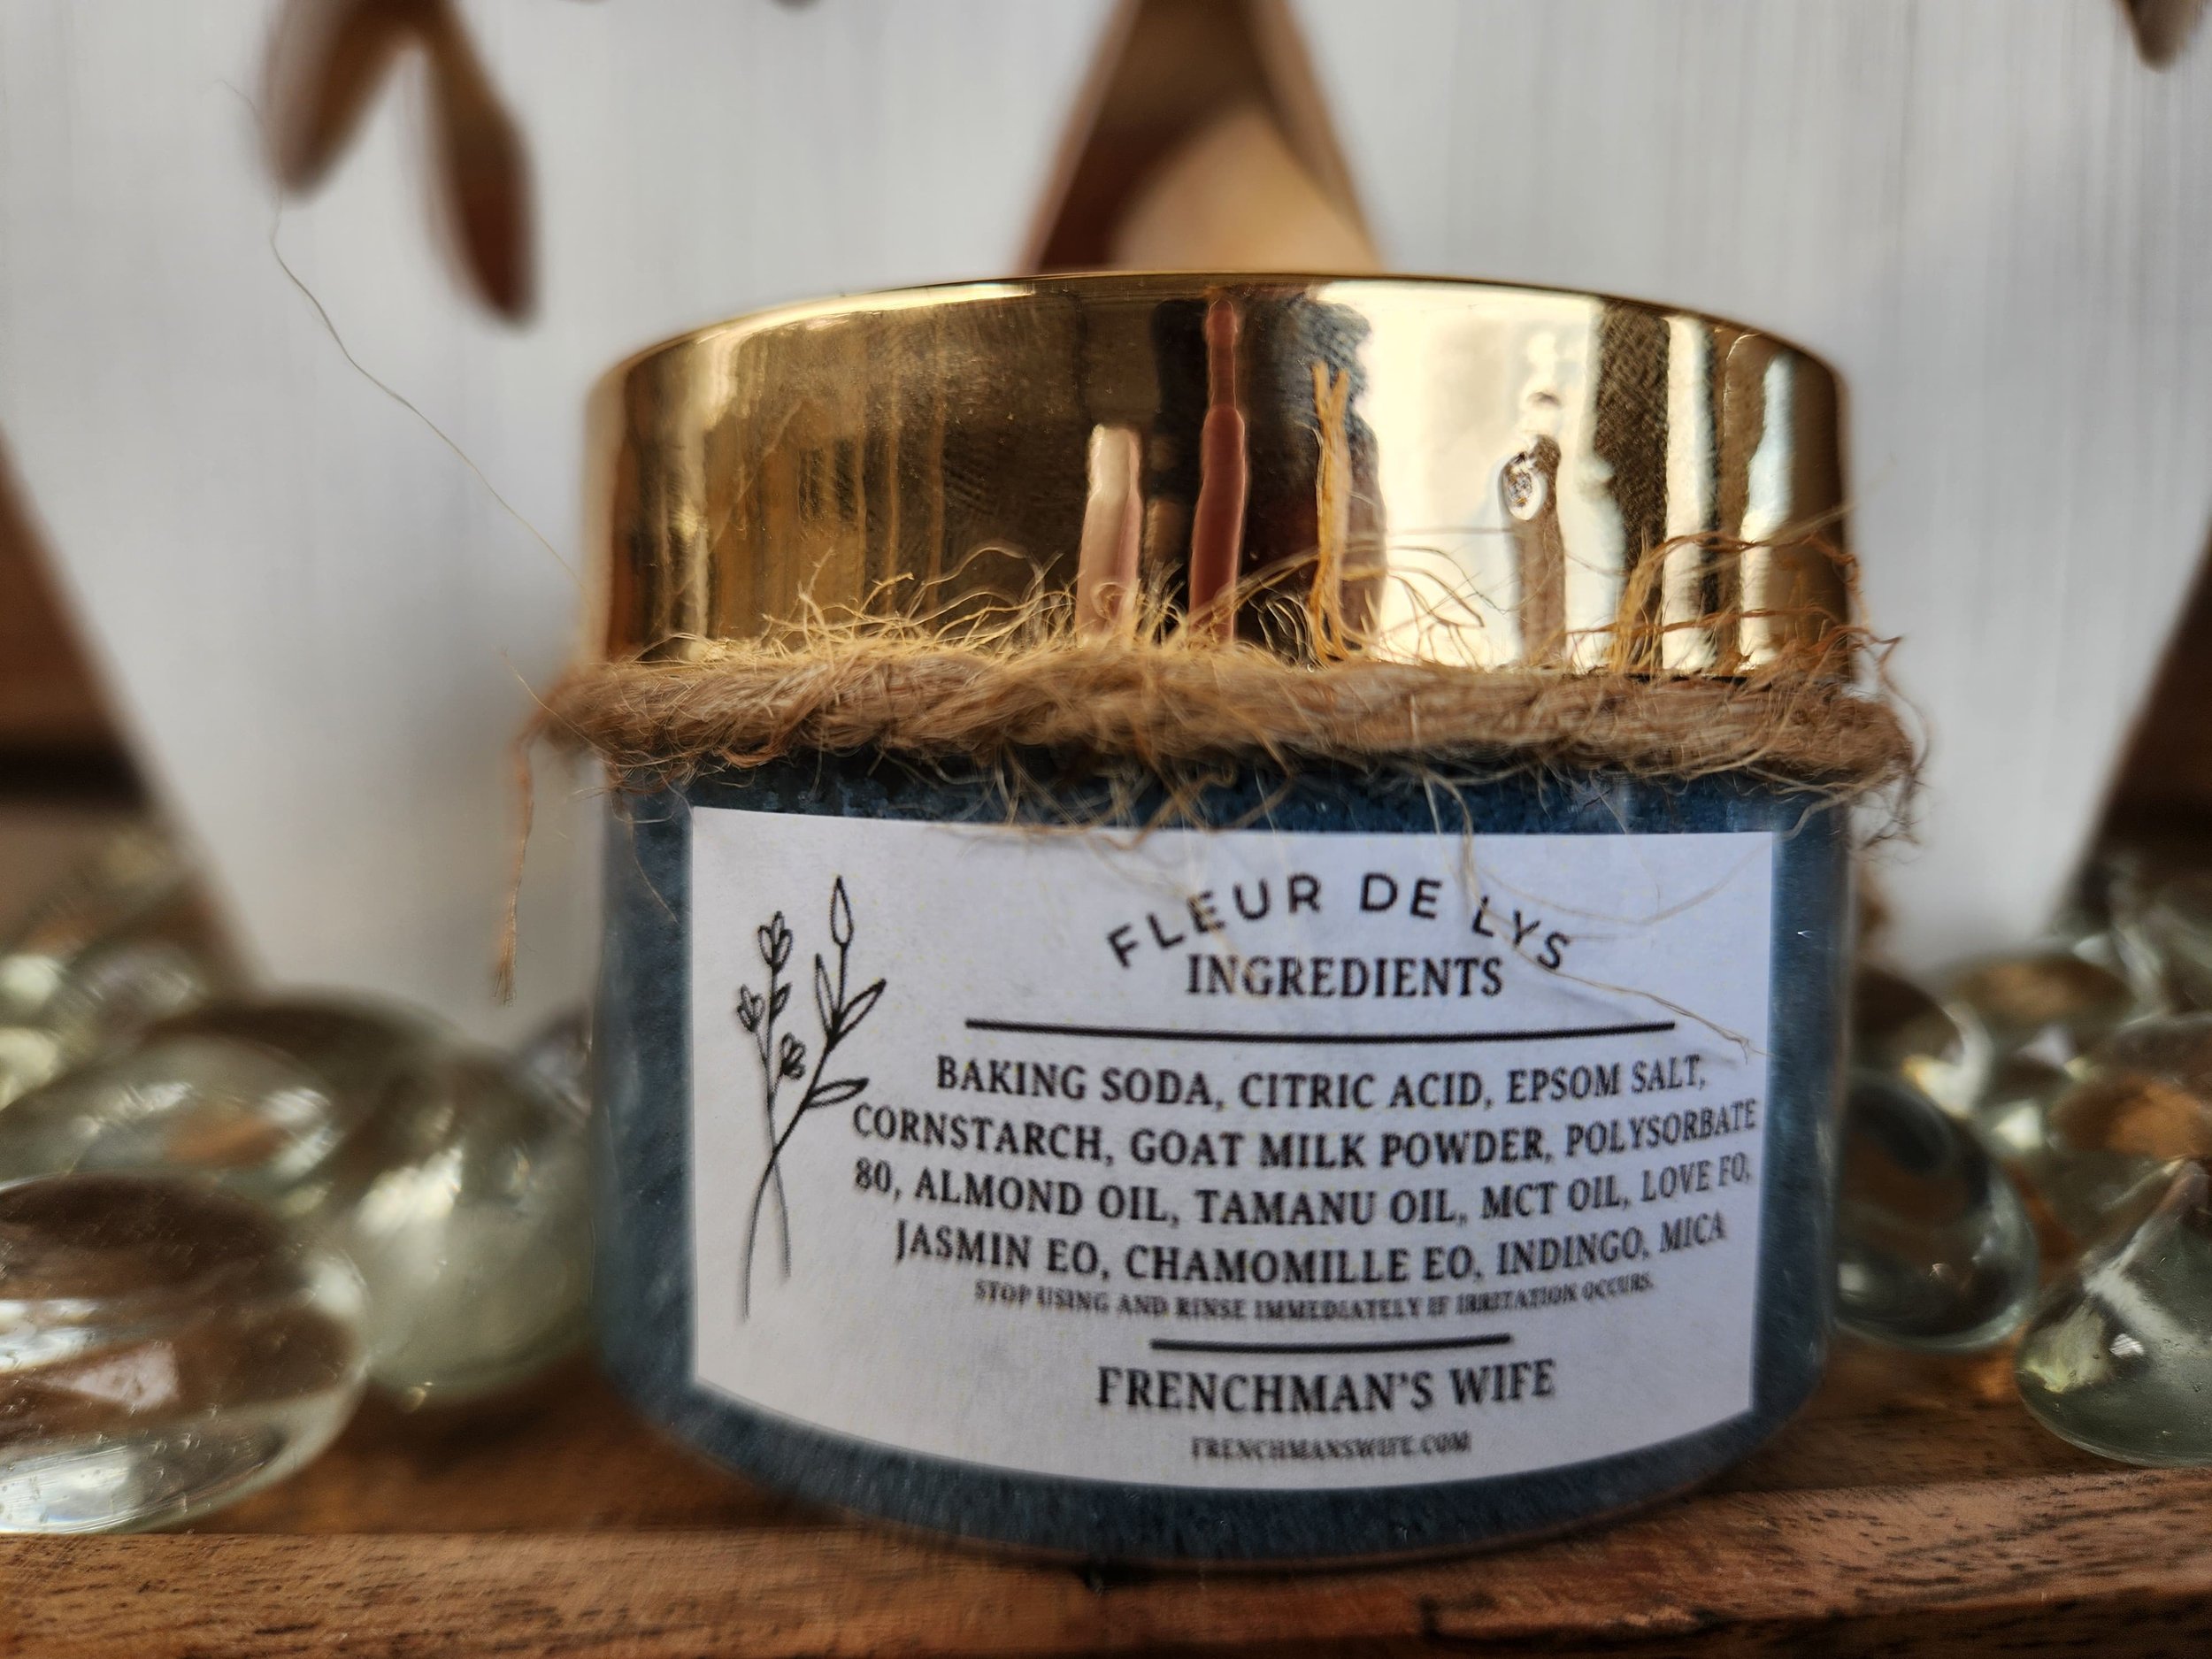 FLEUR DE LYS
INGREDIENTS
BAKING SODA, CITRIC ACID, EPSOM SALT,
CORNSTARCH, GOAT MILK POWDER, POLYSORBATE
80, ALMOND OIL, TAMANU OIL, MCT OIL, LOVE FO,
JASMIN EO, CHAMOMILLE EO, INDINGO, MICA
STOP USING AND RINSE IMMEDIATELY IF IRRITATION OCCURS.
FRENCHMAN'S WIFE
FRENCHMANSWIFE.COM